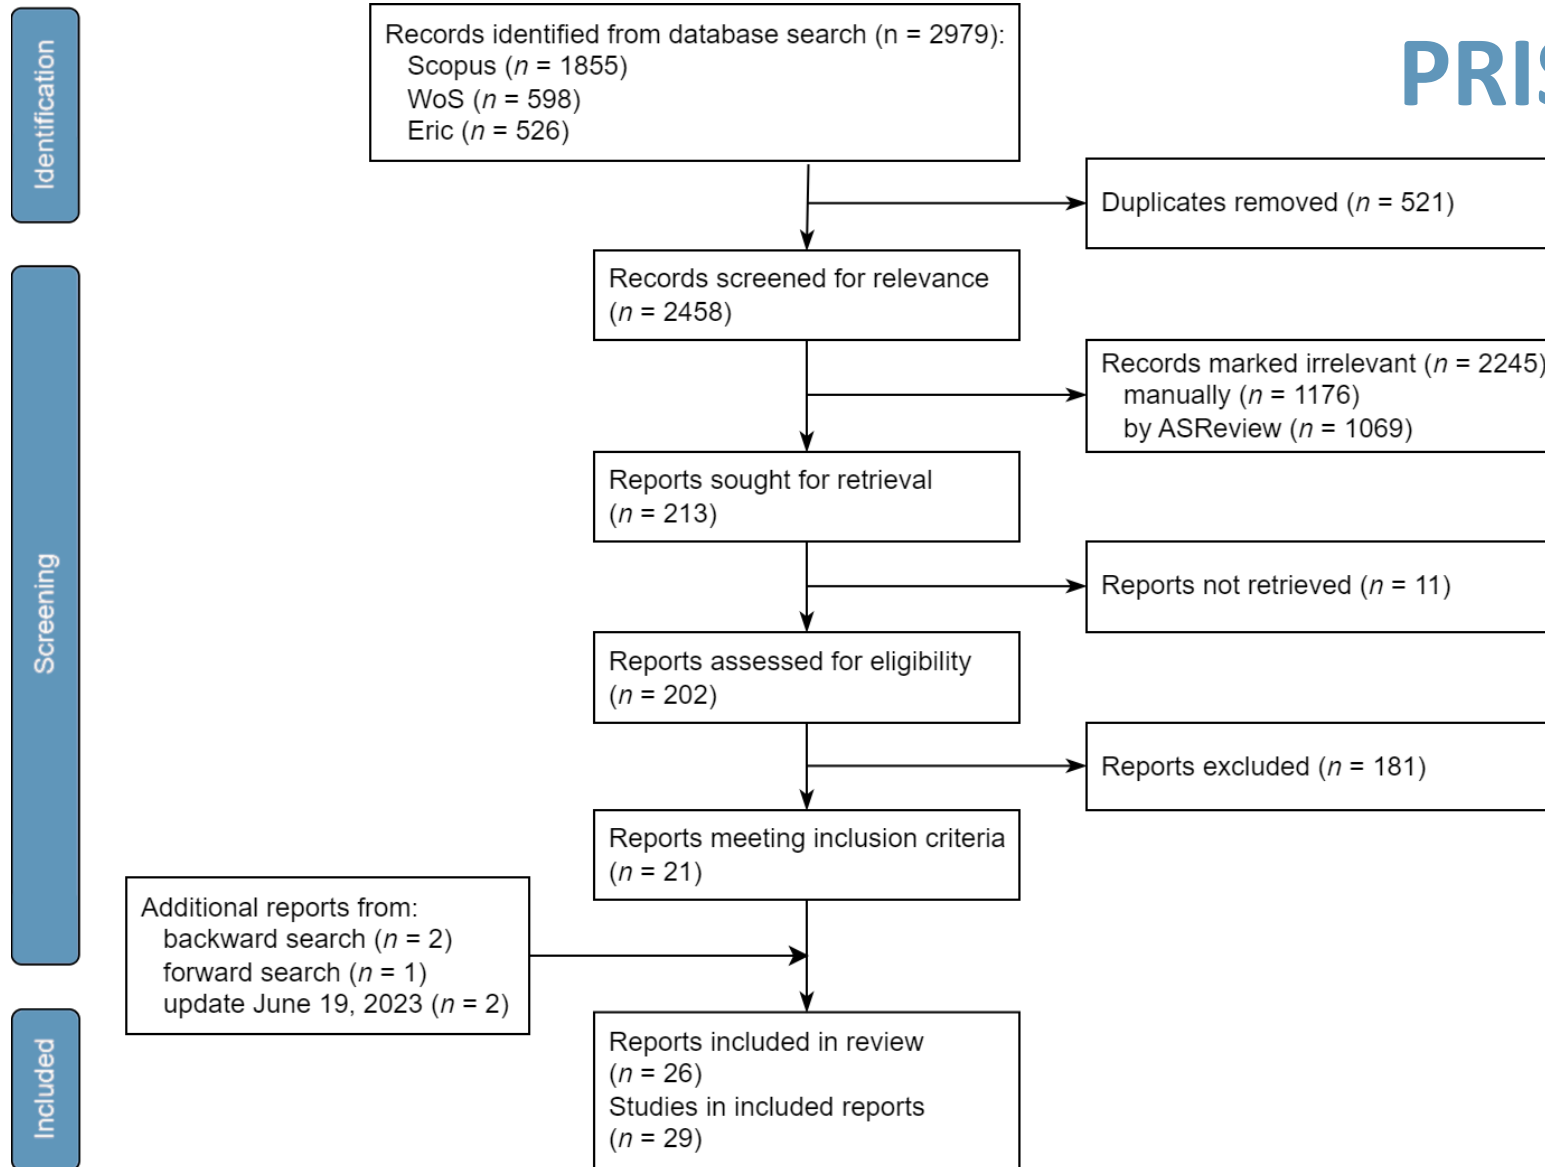 PRIS
Identification
Records identified from database search (n = 2979):
Scopus (n = 1855)
WoS (n = 598)
Eric (n = 526)
Duplicates removed (n = 521)
Screening
Records screened for relevance
(n = 2458)
Records marked irrelevant (n = 2245)
manually (n = 1176)
by ASReview (n = 1069)
Reports sought for retrieval
(n = 213)
Reports not retrieved (n = 11)
Reports assessed for eligibility
(n = 202)
Reports excluded (n = 181)
Reports meeting inclusion criteria
(n = 21)
Additional reports from:
backward search (n = 2)
forward search (n = 1)
update June 19, 2023 (n = 2)
Included
Reports included in review
(n = 26)
Studies in included reports
(n = 29)